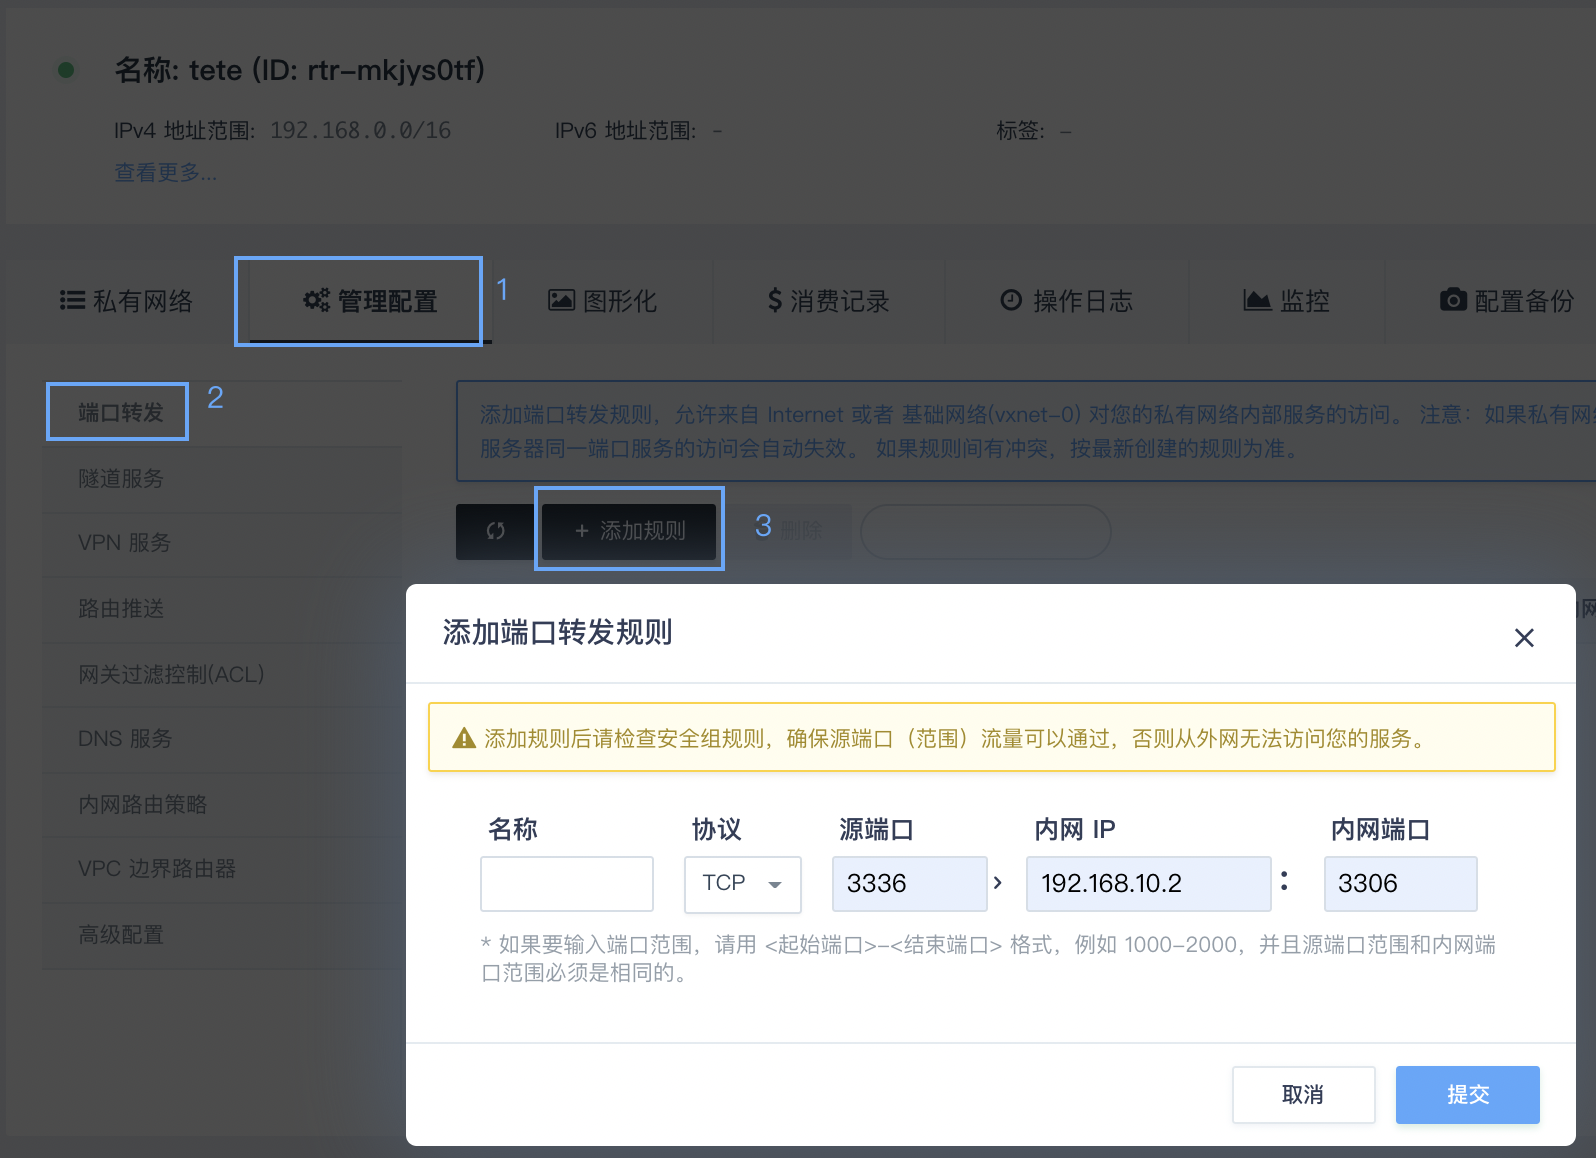 名称: tete (ID: rtr-mkjys0tf)
IPv4 地址范围: 192.168.0.0/16 IPv6 地址范围: - 标签: -
查看更多...
私有网络 管理配置 1 图形化 消费记录 操作日志 监控 配置备份
端口转发 2
隧道服务
VPN 服务
路由推送
网关过滤控制(ACL)
DNS 服务
内网路由策略
VPC 边界路由器
高级配置
添加端口转发规则，允许来自 Internet 或者 基础网络(vxnet-0) 对您的私有网络内部服务的访问。 注意：如果私有网
服务器同一端口服务的访问会自动失效。 如果规则间有冲突，按最新创建的规则为准。
+ 添加规则 3 删除
添加端口转发规则
添加规则后请检查安全组规则，确保源端口（范围）流量可以通过，否则从外网无法访问您的服务。
名称 协议 源端口 内网 IP 内网端口
TCP 3336 › 192.168.10.2 : 3306
* 如果要输入端口范围，请用 <起始端口>-<结束端口> 格式，例如 1000-2000，并且源端口范围和内网端
口范围必须是相同的。
取消 提交